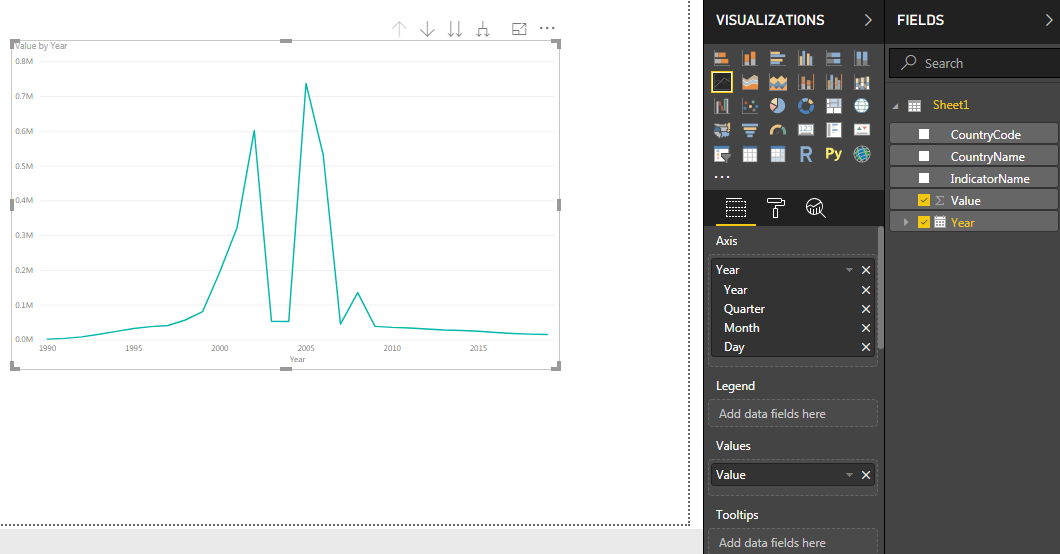 VISUALIZATIONS
FIELDS
Search
Value by Year
0.8M
0.7M
0.6M
0.5M
0.4M
0.3M
0.2M
0.1M
0.0M
1990 1995 2000 2005 2010 2015
Year
123
R Py
Axis
Year
Year
Quarter
Month
Day
Legend
Add data fields here
Values
Value
Tooltips
Add data fields here
Sheet1
CountryCode
CountryName
IndicatorName
Σ Value
Year